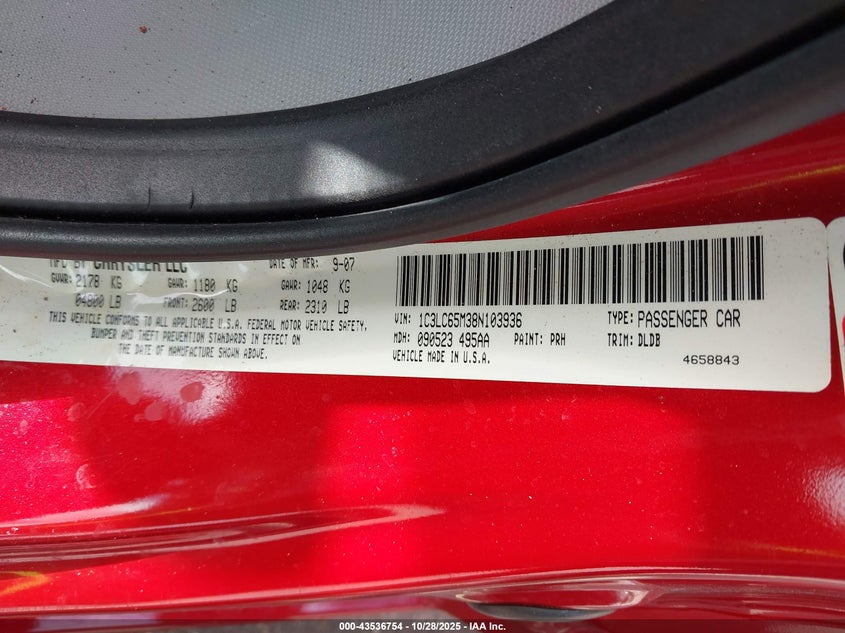 MFD BY CHRYSLER LLC DATE OF MFR: 9-07
GVWR: 2178 KG GAWR: 1180 KG GAWR: 1048 KG
04800 LB FRONT: 2600 LB REAR: 2310 LB
THIS VEHICLE CONFORMS TO ALL APPLICABLE U.S.A. FEDERAL MOTOR VEHICLE SAFETY,
BUMPER AND THEFT PREVENTION STANDARDS IN EFFECT ON
THE DATE OF MANUFACTURE SHOWN ABOVE.
VIN: 1C3LC65M38N103936 TYPE: PASSENGER CAR
MDH: 090523 495AA PAINT: PRH TRIM: DLDB
VEHICLE MADE IN U.S.A. 4658843
000-43536754 - 10/28/2025 - IAA Inc.